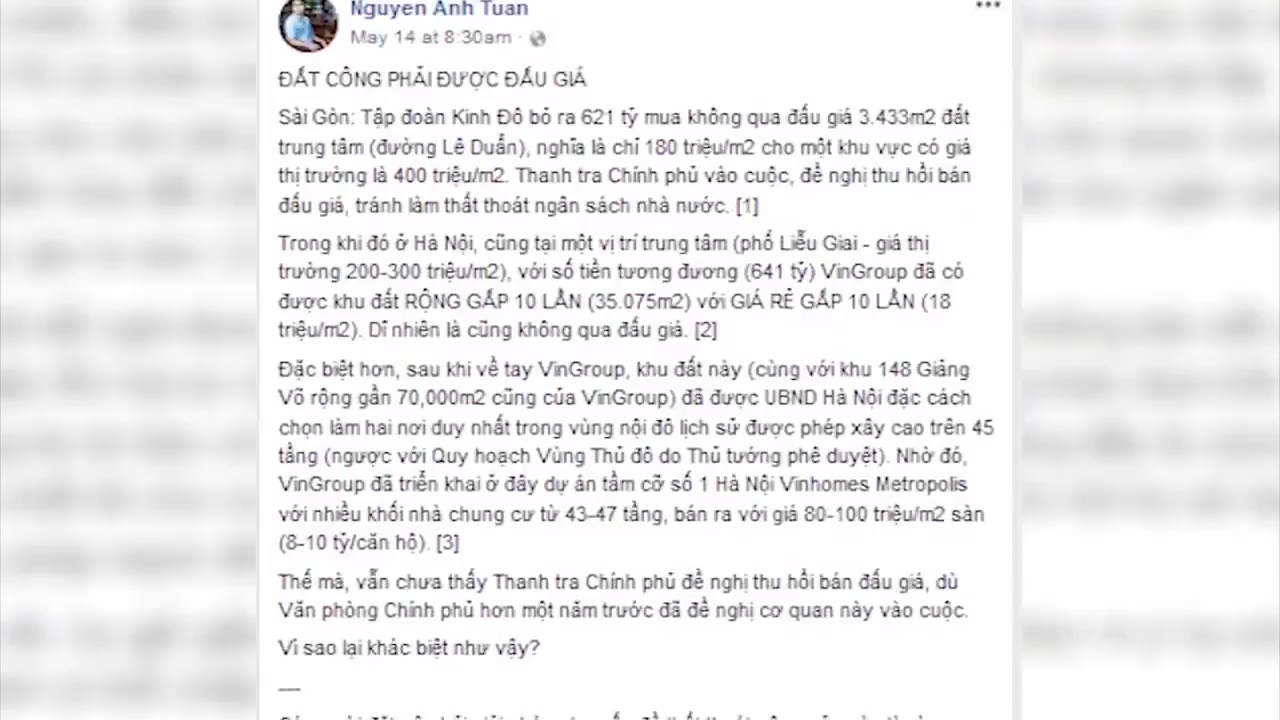 Nguyen Anh Tuan
May 14 at 8:30am ·
ĐẤT CÔNG PHẢI ĐƯỢC ĐẤU GIÁ
Sài Gòn: Tập đoàn Kinh Đô bỏ ra 621 tỷ mua không qua đấu giá 3.433m2 đất
trung tâm (đường Lê Duẩn), nghĩa là chỉ 180 triệu/m2 cho một khu vực có giá
thị trường là 400 triệu/m2. Thanh tra Chính phủ vào cuộc, đề nghị thu hồi bán
đấu giá, tránh làm thất thoát ngân sách nhà nước. [1]
Trong khi đó ở Hà Nội, cũng tại một vị trí trung tâm (phố Liễu Giai - giá thị
trường 200-300 triệu/m2), với số tiền tương đương (641 tỷ) VinGroup đã có
được khu đất RỘNG GẤP 10 LẦN (35.075m2) với GIÁ RẺ GẤP 10 LẦN (18
triệu/m2). Dĩ nhiên là cũng không qua đấu giá. [2]
Đặc biệt hơn, sau khi về tay VinGroup, khu đất này (cùng với khu 148 Giảng
Võ rộng gần 70,000m2 cũng của VinGroup) đã được UBND Hà Nội đặc cách
chọn làm hai nơi duy nhất trong vùng nội đô lịch sử được phép xây cao trên 45
tầng (ngược với Quy hoạch Vùng Thủ đô do Thủ tướng phê duyệt). Nhờ đó,
VinGroup đã triển khai ở đây dự án tầm cỡ số 1 Hà Nội Vinhomes Metropolis
với nhiều khối nhà chung cư từ 43-47 tầng, bán ra với giá 80-100 triệu/m2 sàn
(8-10 tỷ/căn hộ). [3]
Thế mà, vẫn chưa thấy Thanh tra Chính phủ đề nghị thu hồi bán đấu giá, dù
Văn phòng Chính phủ hơn một năm trước đã đề nghị cơ quan này vào cuộc.
Vì sao lại khác biệt như vậy?
—